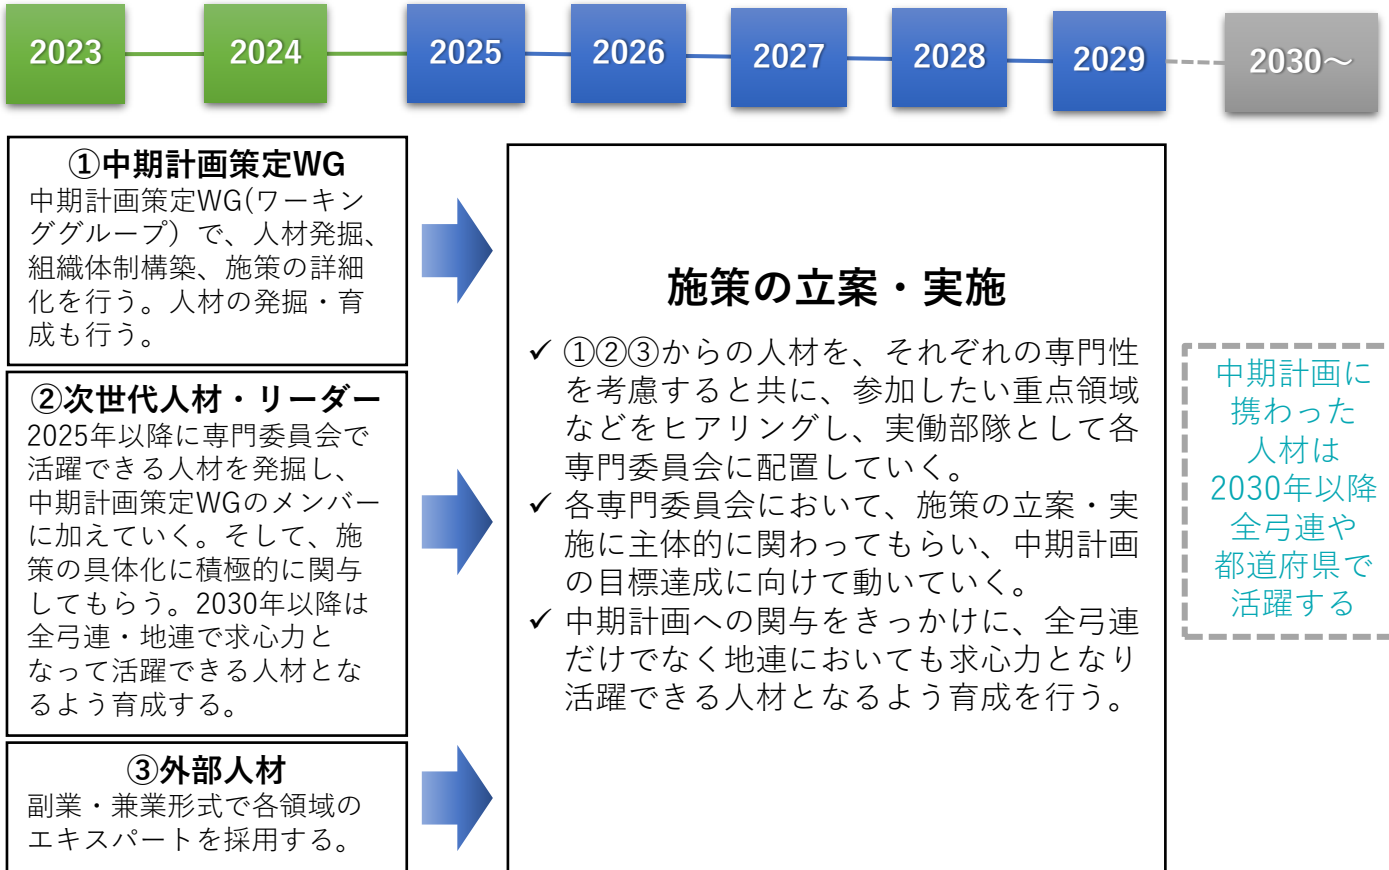 2023
2024
2025
2026
2027
2028
2029
2030～
①中期計画策定WG
中期計画策定WG(ワーキン
ググループ）で、人材発掘、
組織体制構築、施策の詳細
化を行う。人材の発掘・育
成も行う。
②次世代人材・リーダー
2025年以降に専門委員会で
活躍できる人材を発掘し、
中期計画策定WGのメンバー
に加えていく。そして、施
策の具体化に積極的に関与
してもらう。2030年以降は
全弓連・地連で求心力と
なって活躍できる人材とな
るよう育成する。
③外部人材
副業・兼業形式で各領域の
エキスパートを採用する。
施策の立案・実施
✓ ①②③からの人材を、それぞれの専門性
を考慮すると共に、参加したい重点領域
などをヒアリングし、実働部隊として各
専門委員会に配置していく。
✓ 各専門委員会において、施策の立案・実
施に主体的に関わってもらい、中期計画
の目標達成に向けて動いていく。
✓ 中期計画への関与をきっかけに、全弓連
だけでなく地連においても求心力となり
活躍できる人材となるよう育成を行う。
中期計画に
携わった
人材は
2030年以降
全弓連や
都道府県で
活躍する